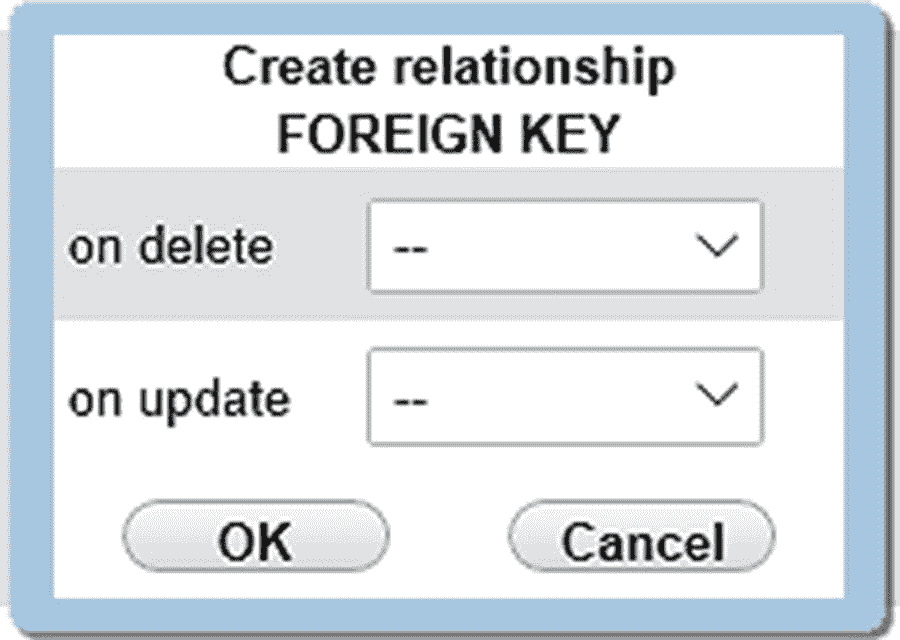 Create relationship
FOREIGN KEY
on delete --
on update --
OK Cancel